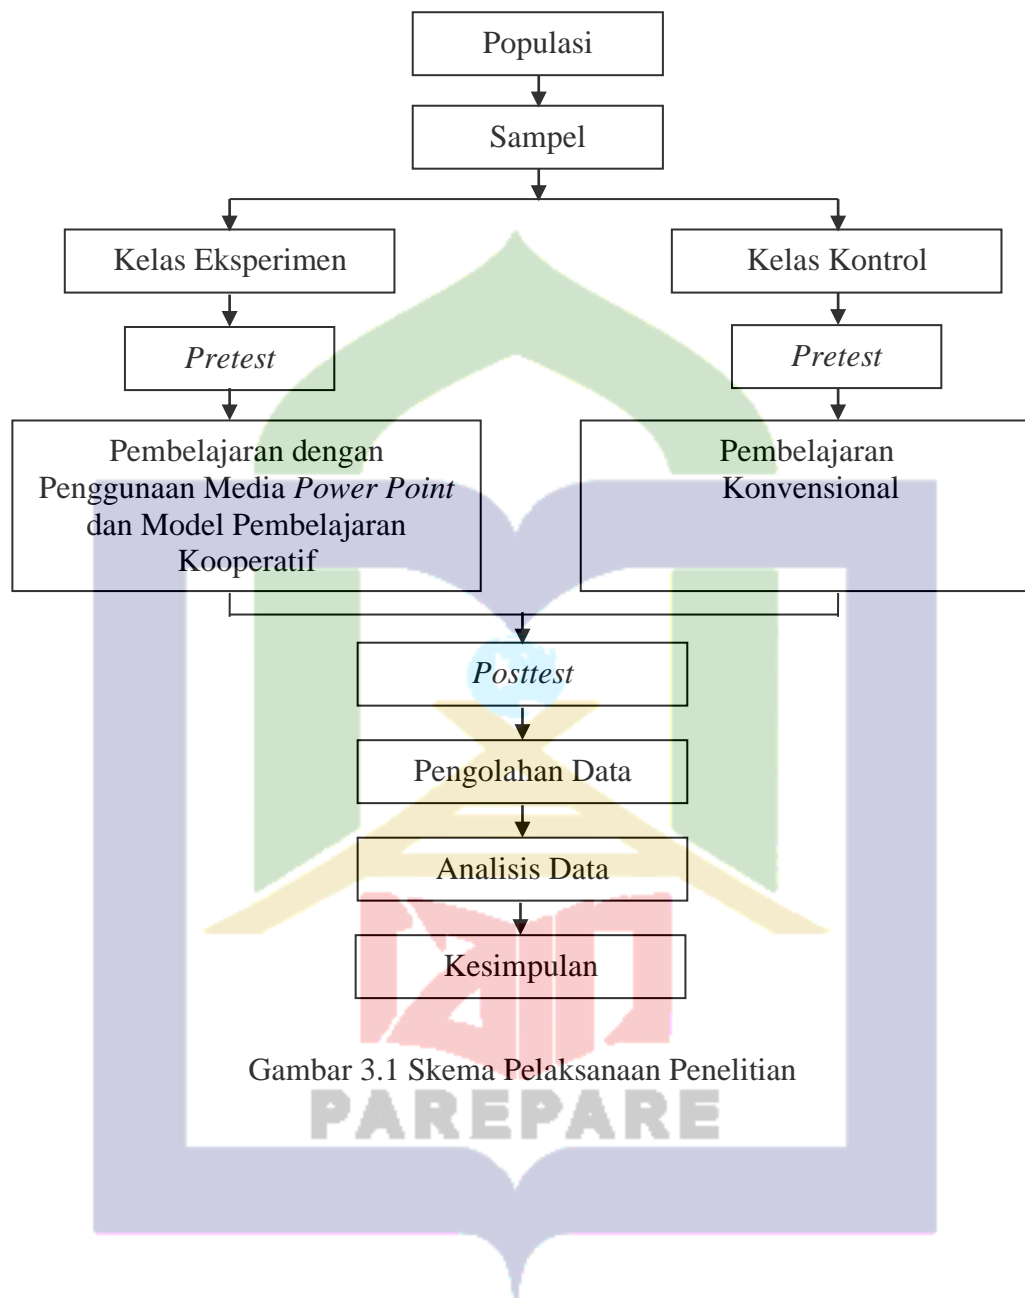 Populasi
Sampel
Kelas Eksperimen
Kelas Kontrol
Pretest
Pretest
Pembelajaran dengan
Penggunaan Media Power Point
dan Model Pembelajaran
Kooperatif
Pembelajaran
Konvensional
Posttest
Pengolahan Data
Analisis Data
Kesimpulan
Gambar 3.1 Skema Pelaksanaan Penelitian
PAREPARE